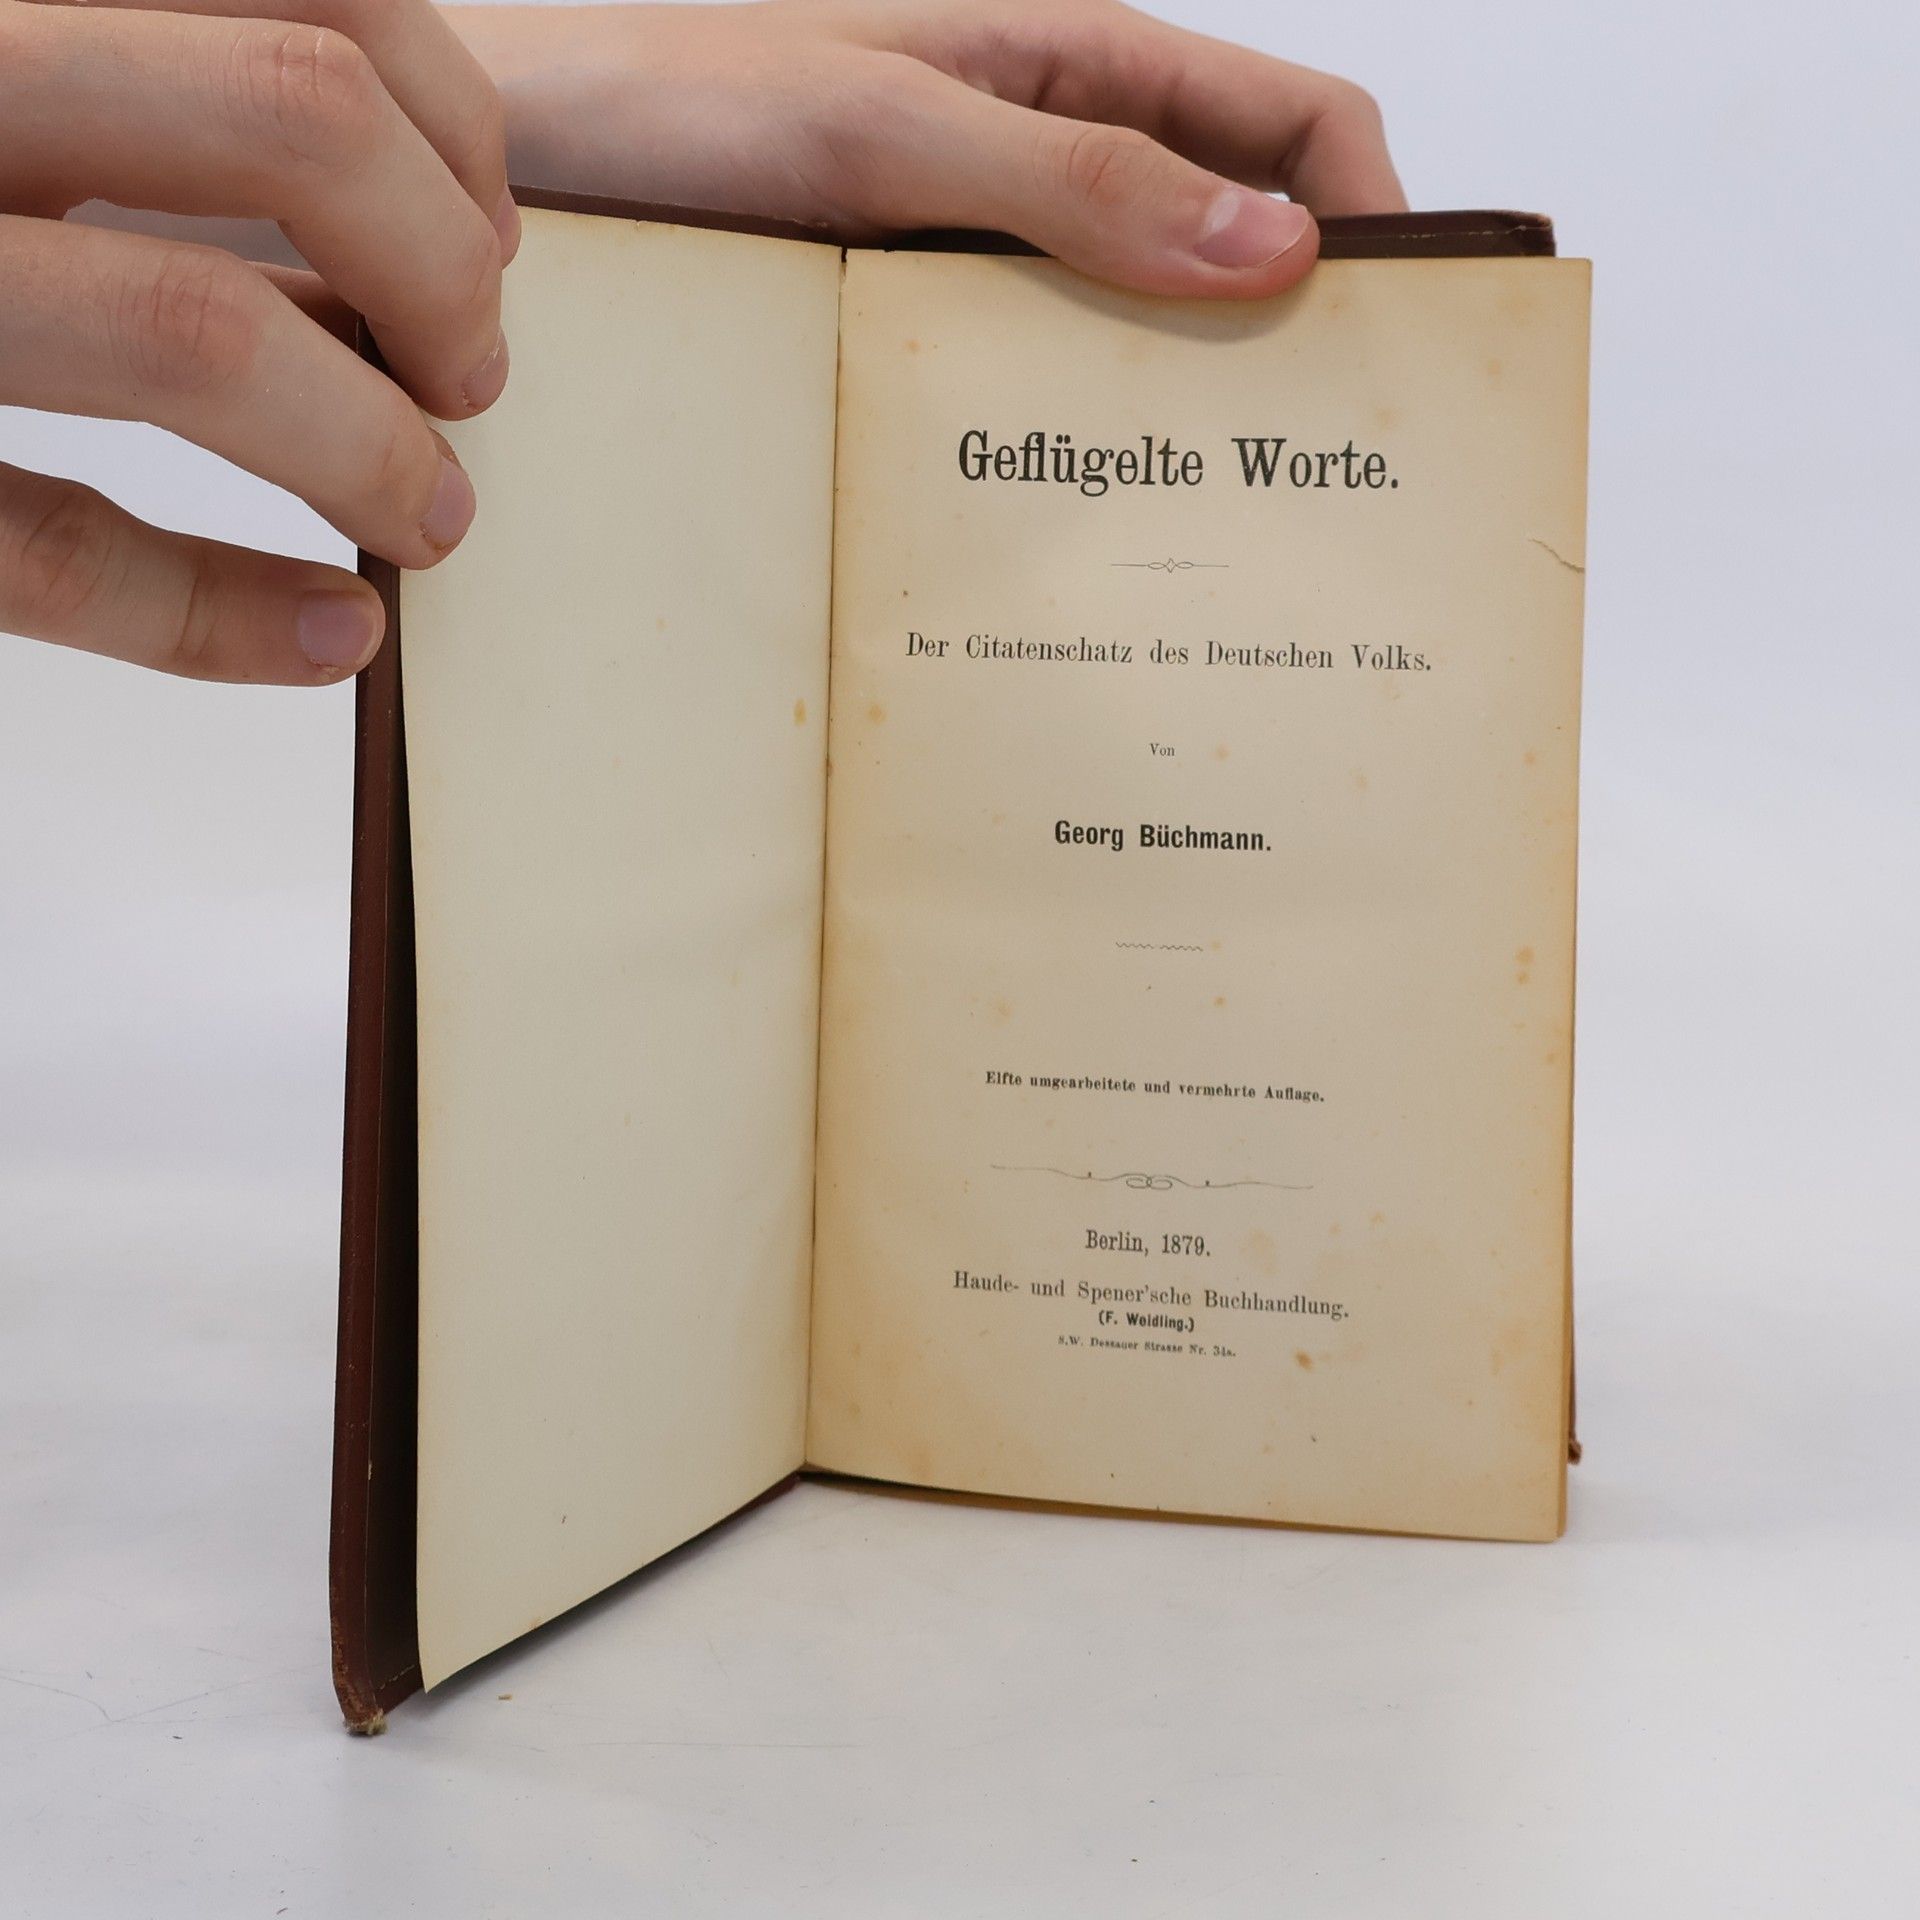 Geflügelte Worte.
Der Citatenschatz des Deutschen Volks.
Von
Georg Büchmann.
Elfte umgearbeitete und vermehrte Auflage.
Berlin, 1879.
Haude- und Spener'sche Buchhandlung.
(F. Weidling.)
S.W. Dessauer Strasse Nr. 34a.